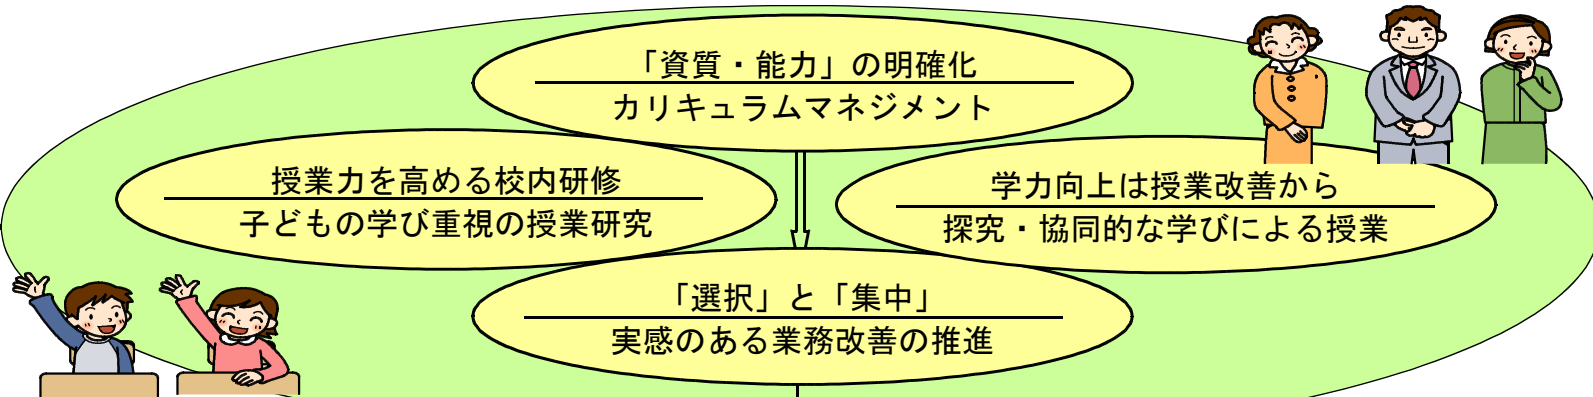 「資質・能力」の明確化
カリキュラムマネジメント
授業力を高める校内研修
子どもの学び重視の授業研究
学力向上は授業改善から
探究・協同的な学びによる授業
「選択」と「集中」
実感のある業務改善の推進